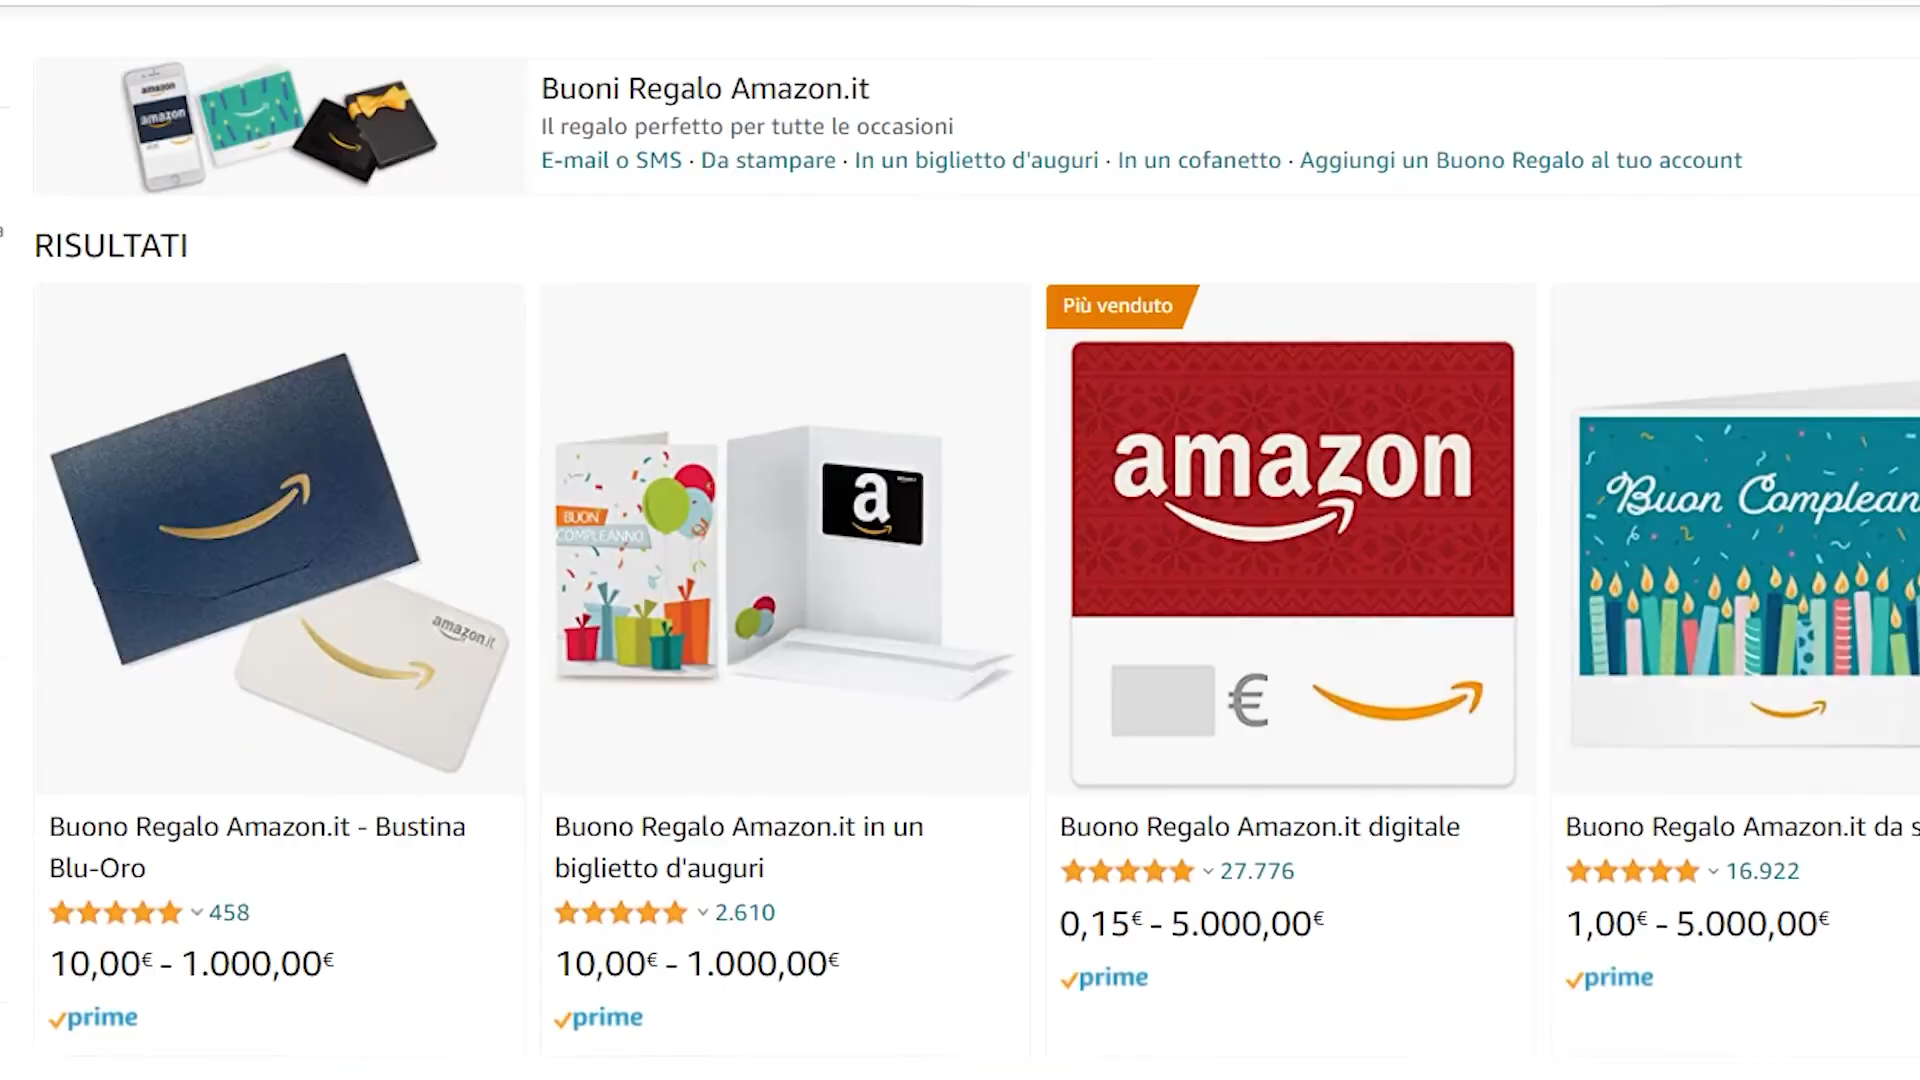 amazon
amazon
Buoni Regalo Amazon.it
Il regalo perfetto per tutte le occasioni
E-mail o SMS · Da stampare · In un biglietto d'auguri · In un cofanetto · Aggiungi un Buono Regalo al tuo account
RISULTATI
amazon.it
BUON
COMPLEANNO
a
Più venduto
amazon
€
Buon Complean
Buono Regalo Amazon.it - Bustina
Blu-Oro
458
10,00€ - 1.000,00€
prime
Buono Regalo Amazon.it in un
biglietto d'auguri
2.610
10,00€ - 1.000,00€
prime
Buono Regalo Amazon.it digitale
27.776
0,15€ - 5.000,00€
prime
Buono Regalo Amazon.it da s
16.922
1,00€ - 5.000,00€
prime